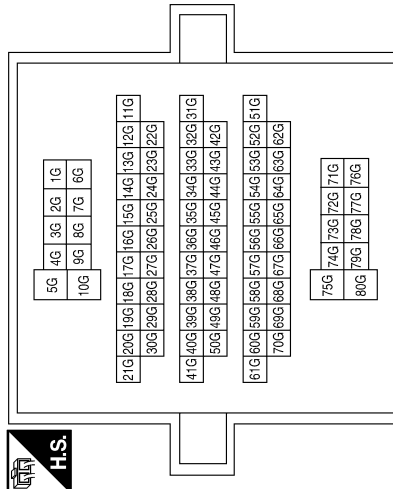 H.S.
5G 4G 3G 2G 1G
10G 9G 8G 7G 6G
21G 20G 19G 18G 17G 16G 15G 14G 13G 12G 11G
30G 29G 28G 27G 26G 25G 24G 23G 22G
41G 40G 39G 38G 37G 36G 35G 34G 33G 32G 31G
50G 49G 48G 47G 46G 45G 44G 43G 42G
61G 60G 59G 58G 57G 56G 55G 54G 53G 52G 51G
70G 69G 68G 67G 66G 65G 64G 63G 62G
75G 74G 73G 72G 71G
80G 79G 78G 77G 76G